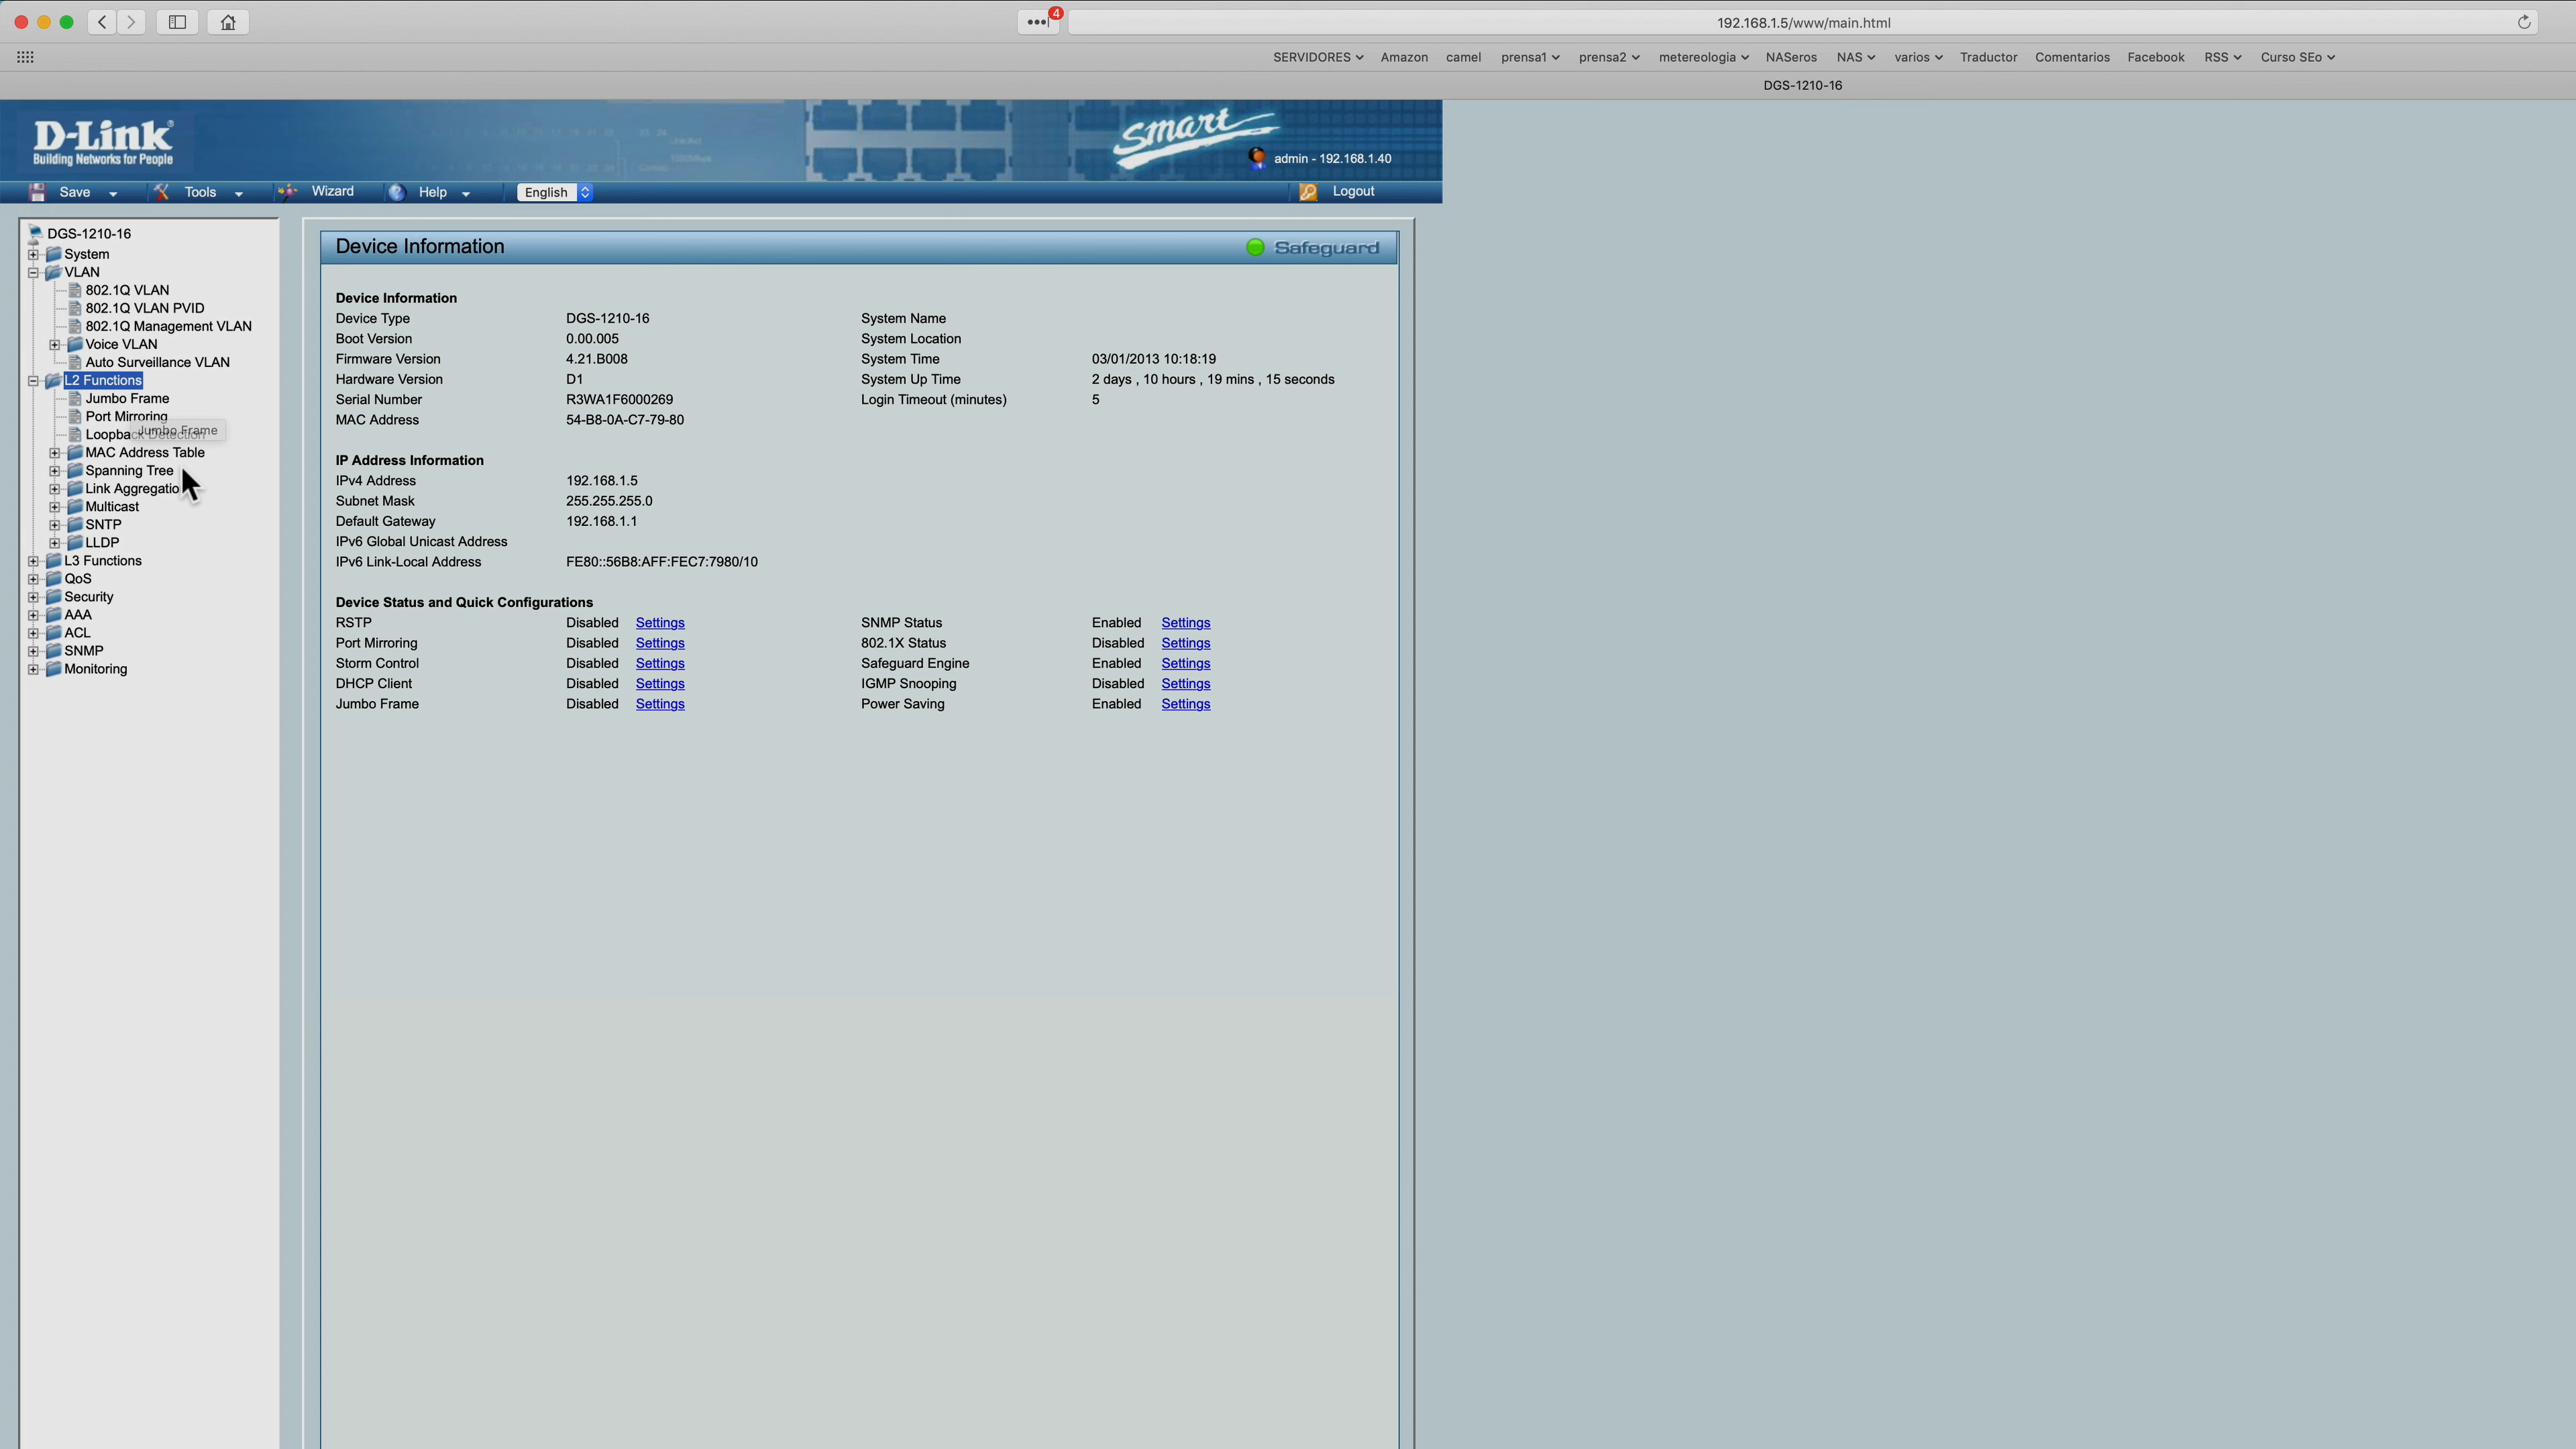 4
192.168.1.5/www/main.html
SERVIDORES Amazon camel prensa1 prensa2 metereologia NASeros NAS varios Traductor Comentarios Facebook RSS Curso SEo
DGS-1210-16
D-Link
Building Networks for People
smart
admin - 192.168.1.40
Save Tools Wizard Help English Logout
DGS-1210-16
System
VLAN
802.1Q VLAN
802.1Q VLAN PVID
802.1Q Management VLAN
Voice VLAN
Auto Surveillance VLAN
L2 Functions
Jumbo Frame
Port Mirroring
Jumbo Frame
Loopback Detection
MAC Address Table
Spanning Tree
Link Aggregatio
Multicast
SNTP
LLDP
L3 Functions
QoS
Security
AAA
ACL
SNMP
Monitoring
Device Information Safeguard
Device Information
Device Type DGS-1210-16 System Name
Boot Version 0.00.005 System Location
Firmware Version 4.21.B008 System Time 03/01/2013 10:18:19
Hardware Version D1 System Up Time 2 days , 10 hours , 19 mins , 15 seconds
Serial Number R3WA1F6000269 Login Timeout (minutes) 5
MAC Address 54-B8-0A-C7-79-80
IP Address Information
IPv4 Address 192.168.1.5
Subnet Mask 255.255.255.0
Default Gateway 192.168.1.1
IPv6 Global Unicast Address
IPv6 Link-Local Address FE80::56B8:AFF:FEC7:7980/10
Device Status and Quick Configurations
RSTP Disabled Settings SNMP Status Enabled Settings
Port Mirroring Disabled Settings 802.1X Status Disabled Settings
Storm Control Disabled Settings Safeguard Engine Enabled Settings
DHCP Client Disabled Settings IGMP Snooping Disabled Settings
Jumbo Frame Disabled Settings Power Saving Enabled Settings